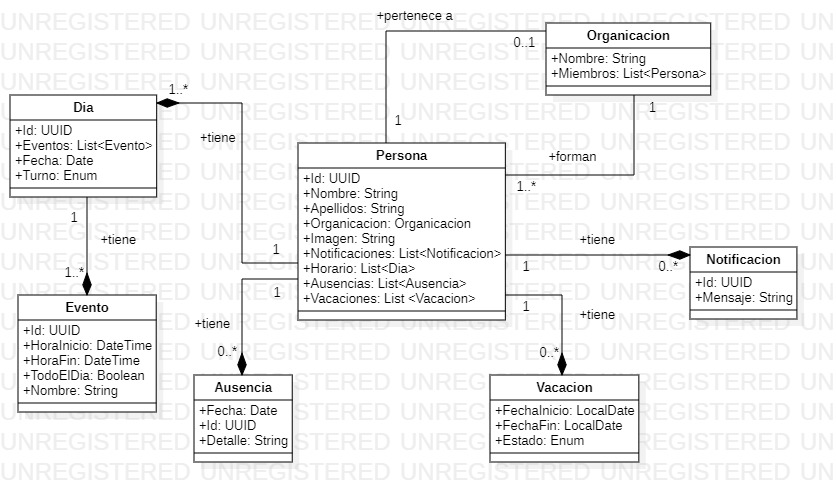 UNREGISTERED UNREGISTERED UNREGISTERED UNREGISTERED
+pertenece a
0..1
Organizacion
+Nombre: String
+Miembros: List<Persona>
1
1
+forman
1..*
1..*
Dia
+Id: UUID
+Eventos: List<Evento>
+Fecha: Date
+Turno: Enum
+tiene
1
Persona
+Id: UUID
+Nombre: String
+Apellidos: String
+Organizacion: Organizacion
+Imagen: String
+Notificaciones: List<Notificacion>
+Horario: List<Dia>
+Ausencias: List<Ausencia>
+Vacaciones: List <Vacacion>
1
+tiene
1..*
Evento
+Id: UUID
+HoraInicio: DateTime
+HoraFin: DateTime
+TodoElDia: Boolean
+Nombre: String
1
+tiene
0..*
Ausencia
+Fecha: Date
+Id: UUID
+Detalle: String
1
+tiene
0..*
Notificacion
+Id: UUID
+Mensaje: String
1
+tiene
0..*
Vacacion
+FechaInicio: LocalDate
+FechaFin: LocalDate
+Estado: Enum